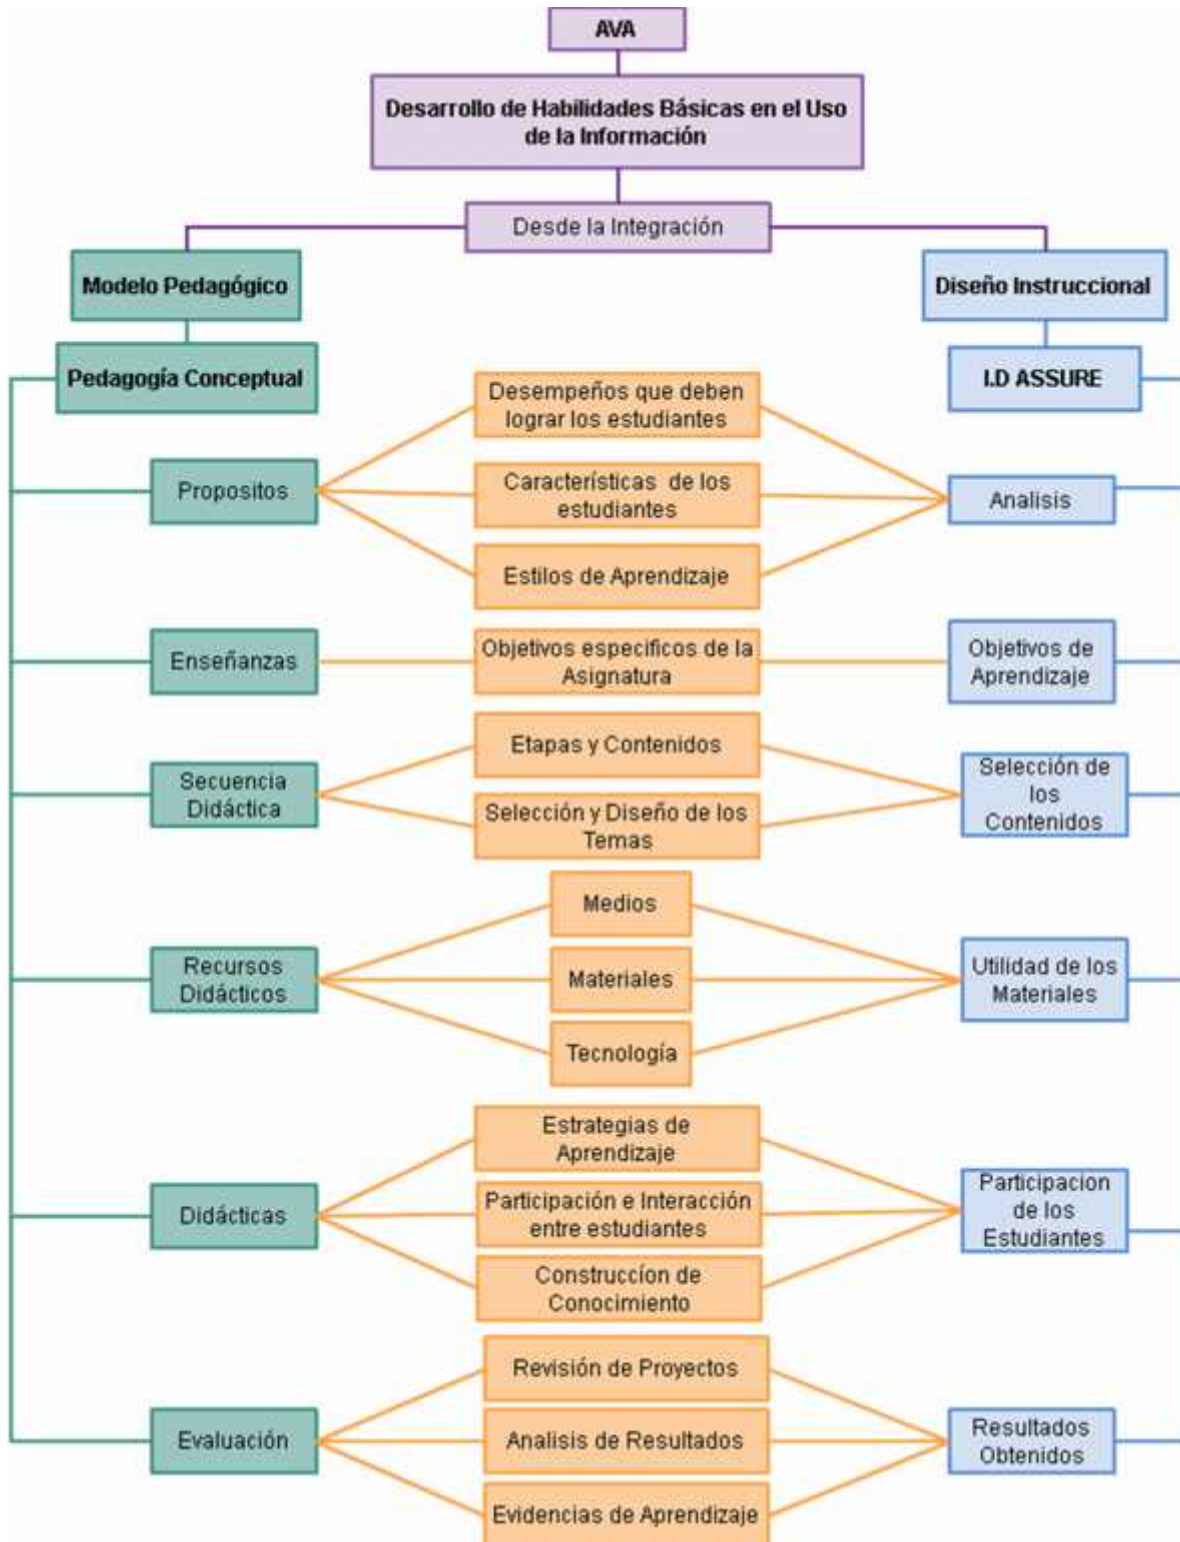 AVA
Desarrollo de Habilidades Básicas en el Uso
de la Información
Desde la Integración
Modelo Pedagógico
Diseño Instruccional
Pedagogía Conceptual
I.D ASSURE
Desempeños que deben
lograr los estudiantes
Propositos
Característicias de los
estudiantes
Analisis
Estilos de Aprendizaje
Enseñanzas
Objetivos especificos de la
Asignatura
Objetivos de
Aprendizaje
Etapas y Contenidos
Secuencia
Didáctica
Selección de
los
Contenidos
Selección y Diseño de los
Temas
Medios
Recursos
Didácticos
Materiales
Utilidad de los
Materiales
Tecnología
Estrategias de
Aprendizaje
Didácticas
Participación e Interacción
entre estudiantes
Participacion
de los
Estudiantes
Construccíon de
Conocimiento
Revisión de Proyectos
Evaluación
Analisis de Resultados
Resultados
Obtenidos
Evidencias de Aprendizaje